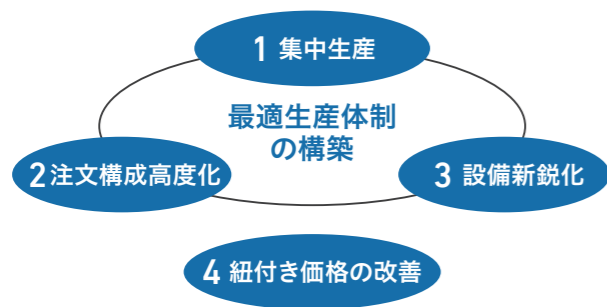 1 集中生産
最適生産体制
の構築
2 注文構成高度化
3 設備新鋭化
4 紐付き価格の改善